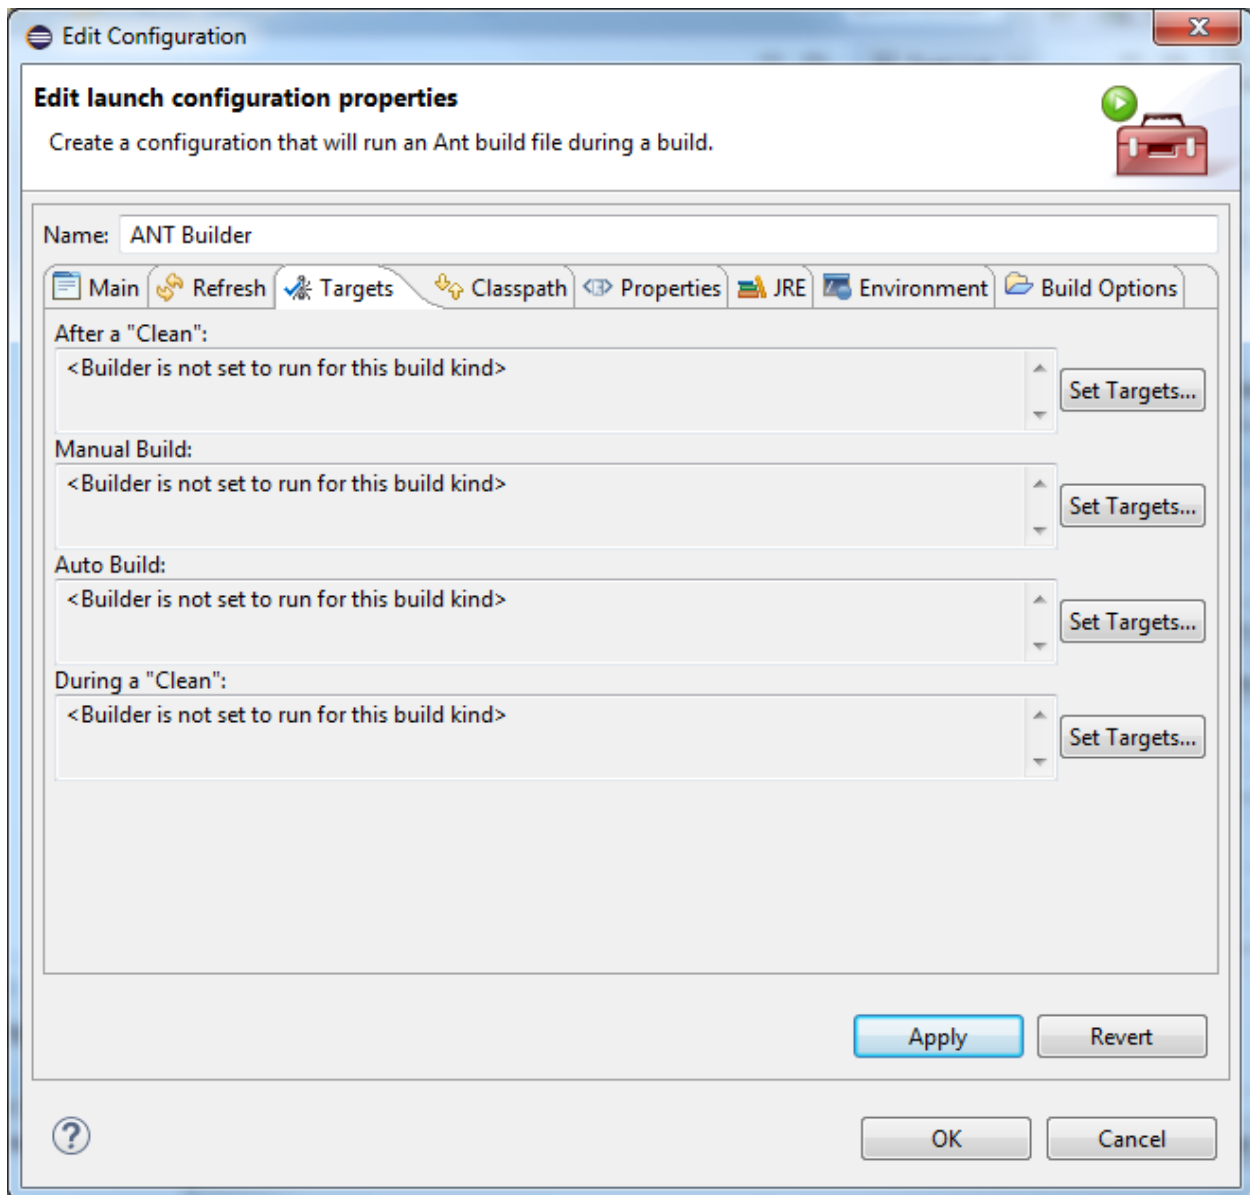 Edit Configuration
X
Edit launch configuration properties
Create a configuration that will run an Ant build file during a build.
Name: ANT Builder
Main Refresh Targets Classpath Properties JRE Environment Build Options
After a "Clean":
<Builder is not set to run for this build kind>
Set Targets...
Manual Build:
<Builder is not set to run for this build kind>
Set Targets...
Auto Build:
<Builder is not set to run for this build kind>
Set Targets...
During a "Clean":
<Builder is not set to run for this build kind>
Set Targets...
Apply Revert
? OK Cancel